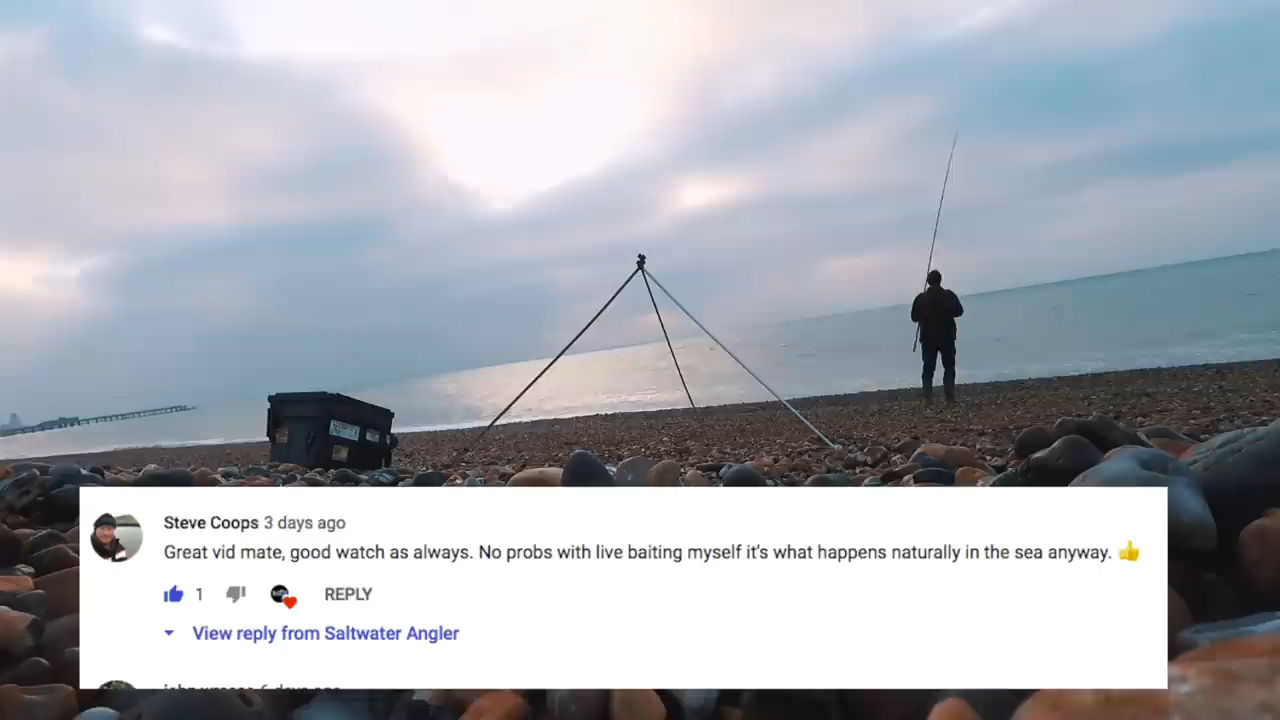 Steve Coops 3 days ago
Great vid mate, good watch as always. No probs with live baiting myself it's what happens naturally in the sea anyway. 👍
1 REPLY
View reply from Saltwater Angler